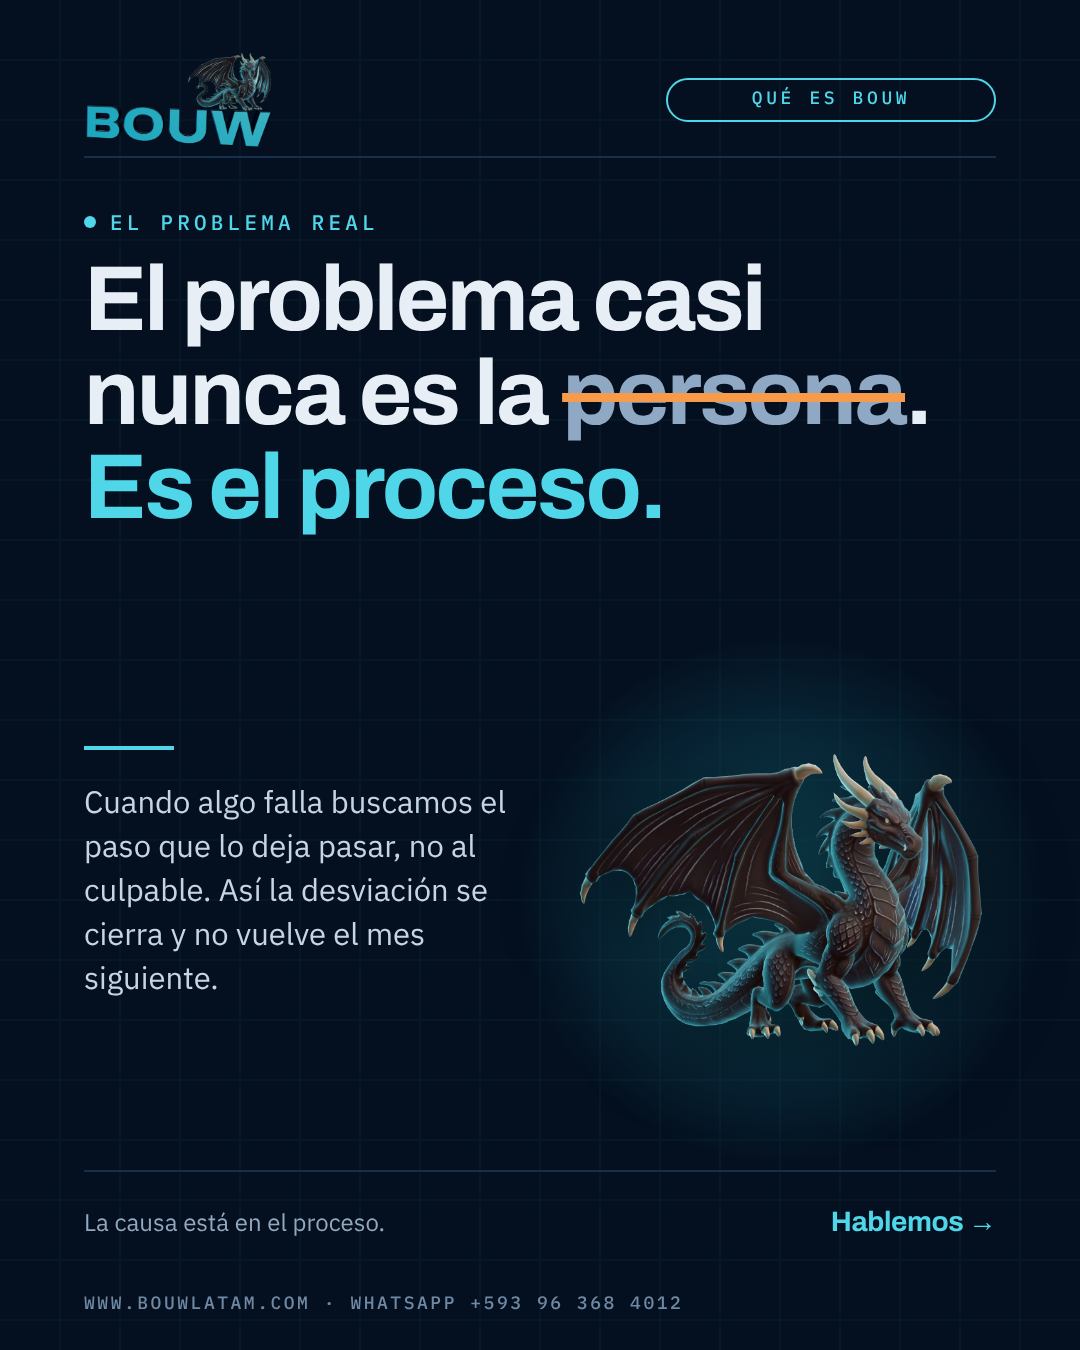 BOUW
QUÉ ES BOUW
EL PROBLEMA REAL
El problema casi
nunca es la persona.
Es el proceso.
Cuando algo falla buscamos el
paso que lo deja pasar, no al
culpable. Así la desviación se
cierra y no vuelve el mes
siguiente.
La causa está en el proceso.
Hablemos →
WWW.BOUWLATAM.COM · WHATSAPP +593 96 368 4012